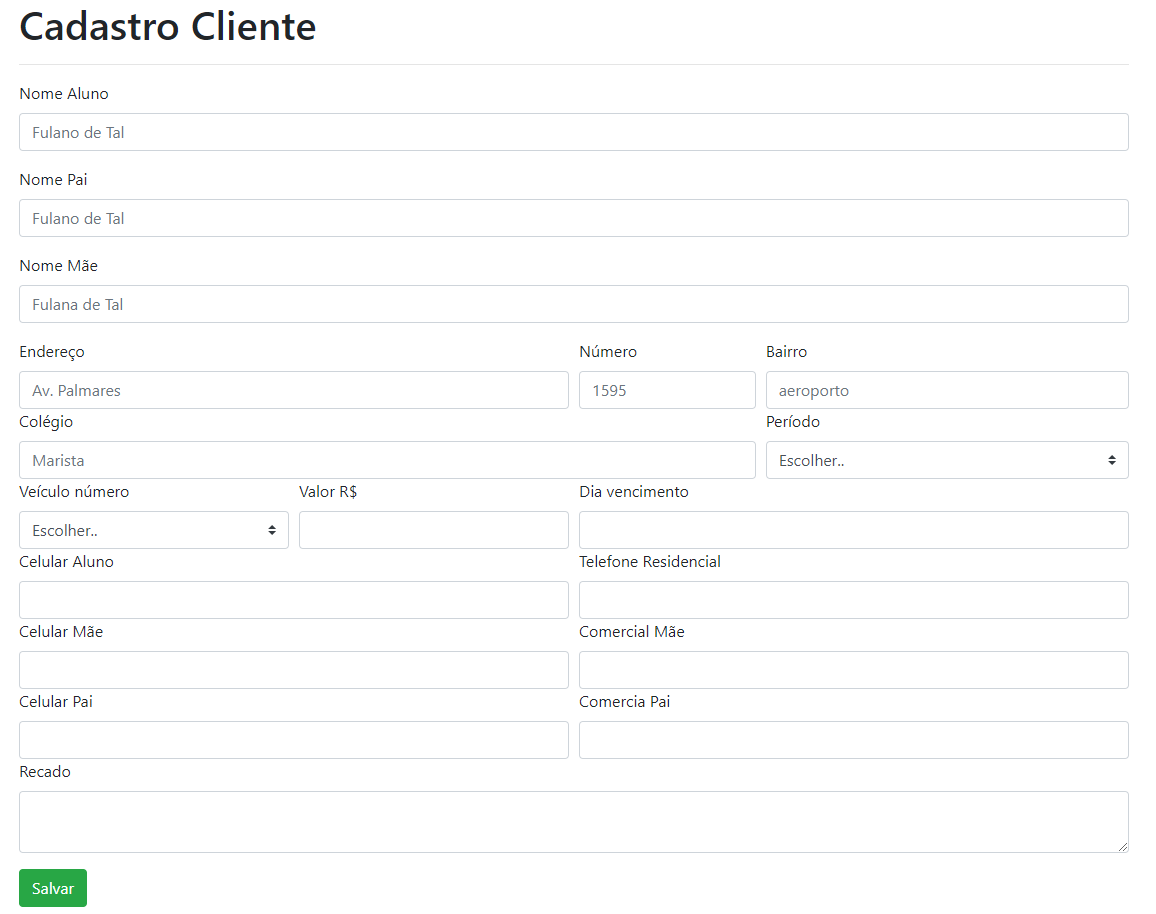 Cadastro Cliente
Nome Aluno
Fulano de Tal
Nome Pai
Fulano de Tal
Nome Mãe
Fulana de Tal
Endereço Número Bairro
Av. Palmares 1595 aeroporto
Colégio Período
Marista Escolher..
Veículo número Valor R$ Dia vencimento
Escolher..
Celular Aluno Telefone Residencial
Celular Mãe Comercial Mãe
Celular Pai Comercia Pai
Recado
Salvar